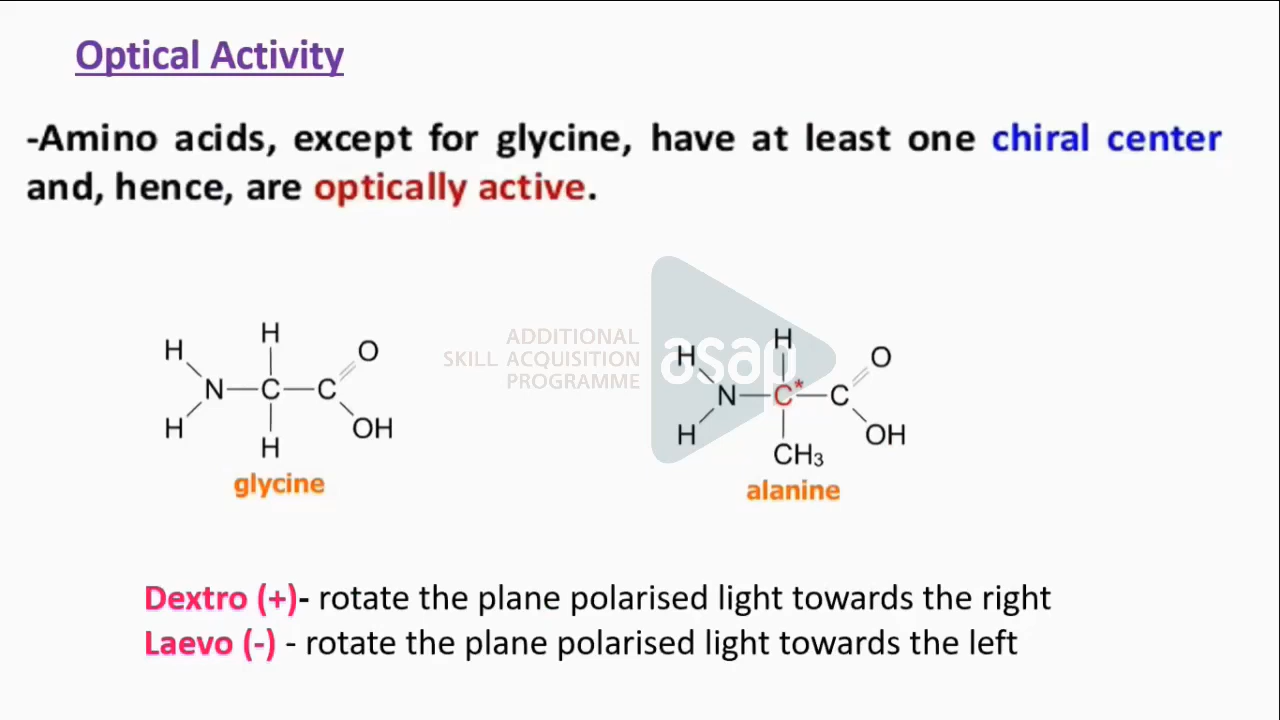 Optical Activity
-Amino acids, except for glycine, have at least one chiral center
and, hence, are optically active.
ADDITIONAL
SKILL ACQUISITION
PROGRAMME
asap
H
H
O
N C C
H
H
OH
glycine
H
H
O
N C* C
H
CH₃
OH
alanine
Dextro (+)- rotate the plane polarised light towards the right
Laevo (-) - rotate the plane polarised light towards the left